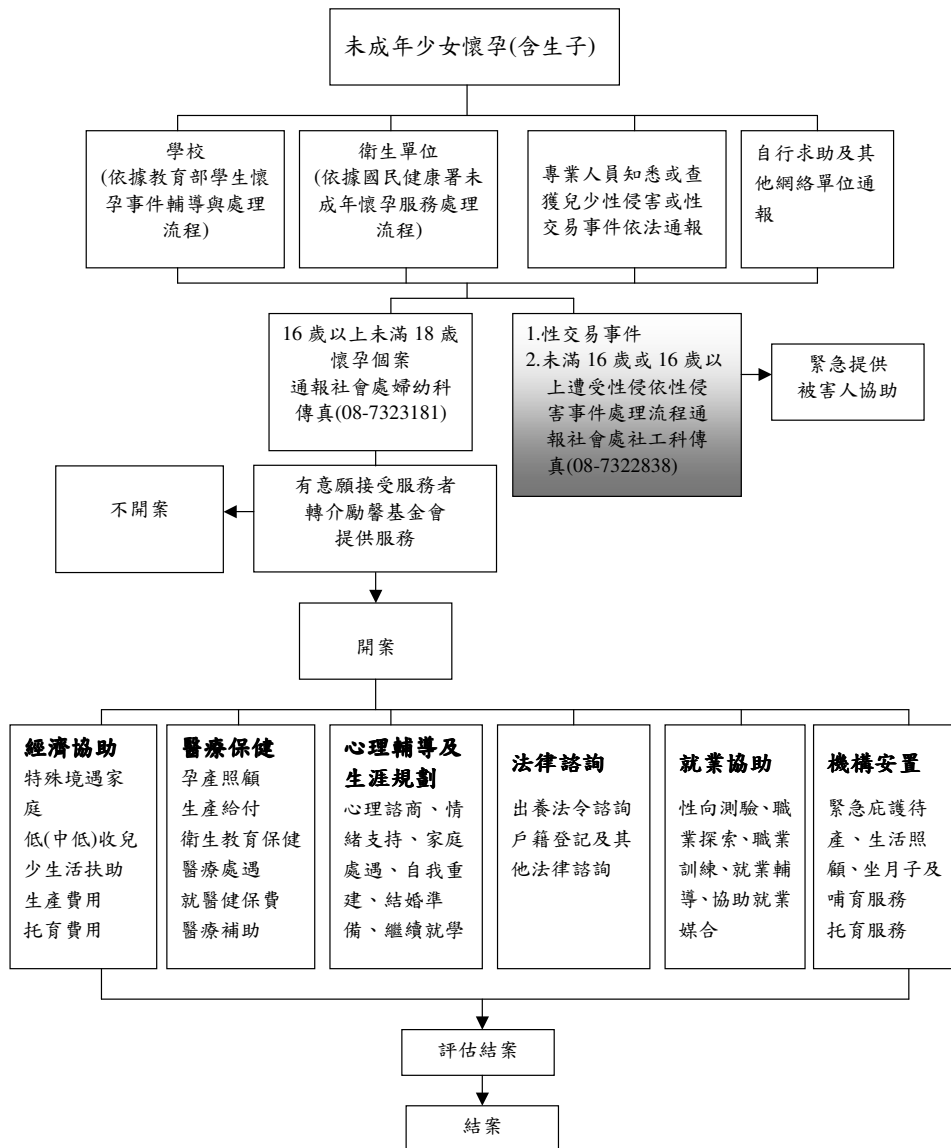 未成年少女懷孕(含生子)
學校
(依據教育部學生懷
孕事件輔導與處理
流程)
衛生單位
(依據國民健康署未
成年懷孕服務處理
流程)
專業人員知悉或查
獲兒少性侵害或性
交易事件依法通報
自行求助及其
他網絡單位通
報
16 歲以上未滿 18 歲
懷孕個案
通報社會處婦幼科
傳真(08-7323181)
1.性交易事件
2.未滿 16 歲或 16 歲以
上遭受性侵依性侵
害事件處理流程通
報社會處社工科傳
真(08-7322838)
緊急提供
被害人協助
不開案
有意願接受服務者
轉介勵馨基金會
提供服務
開案
經濟協助
特殊境遇家
庭
低(中低)收兒
少生活扶助
生產費用
托育費用
醫療保健
孕產照顧
生產給付
衛生教育保健
醫療處遇
就醫健保費
醫療補助
心理輔導及
生涯規劃
心理諮商、情
緒支持、家庭
處遇、自我重
建、結婚準
備、繼續就學
法律諮詢
出養法令諮詢
戶籍登記及其
他法律諮詢
就業協助
性向測驗、職
業探索、職業
訓練、就業輔
導、協助就業
媒合
機構安置
緊急庇護待
產、生活照
顧、坐月子及
哺育服務
托育服務
評估結案
結案